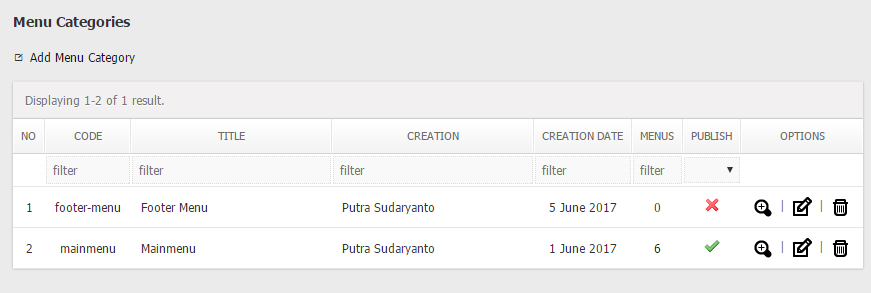 Menu Categories
Add Menu Category
Displaying 1-2 of 1 result.
NO CODE TITLE CREATION CREATION DATE MENUS PUBLISH OPTIONS
filter filter filter filter filter
1 footer-menu Footer Menu Putra Sudaryanto 5 June 2017 0 | |
2 mainmenu Mainmenu Putra Sudaryanto 1 June 2017 6 | |